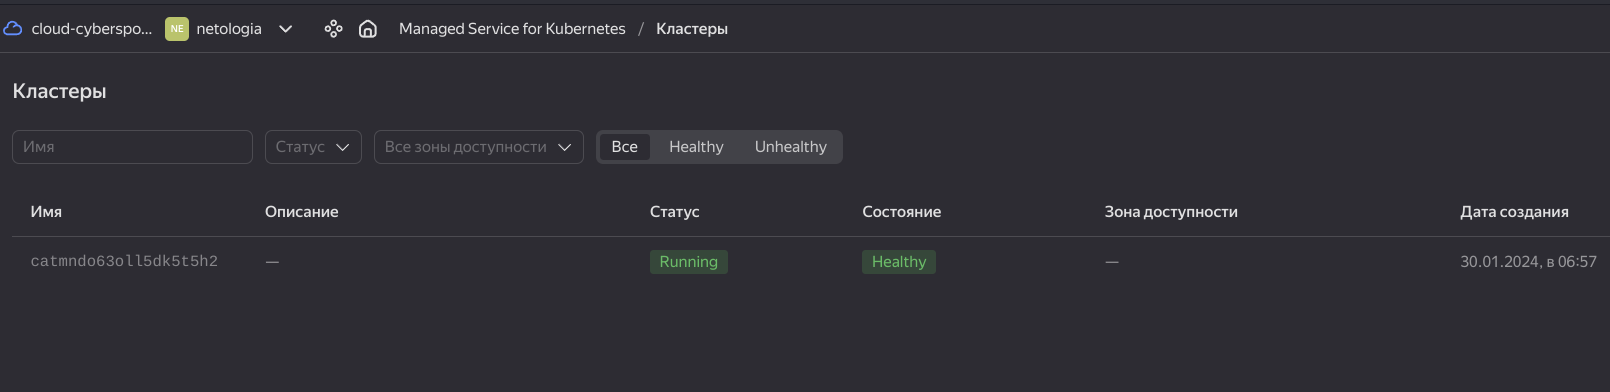 cloud-cyberspo... NE netologia Managed Service for Kubernetes / Кластеры
Кластеры
Имя Статус Все зоны доступности Все Healthy Unhealthy
Имя Описание Статус Состояние Зона доступности Дата создания
catmndo63oll5dk5t5h2 — Running Healthy — 30.01.2024, в 06:57